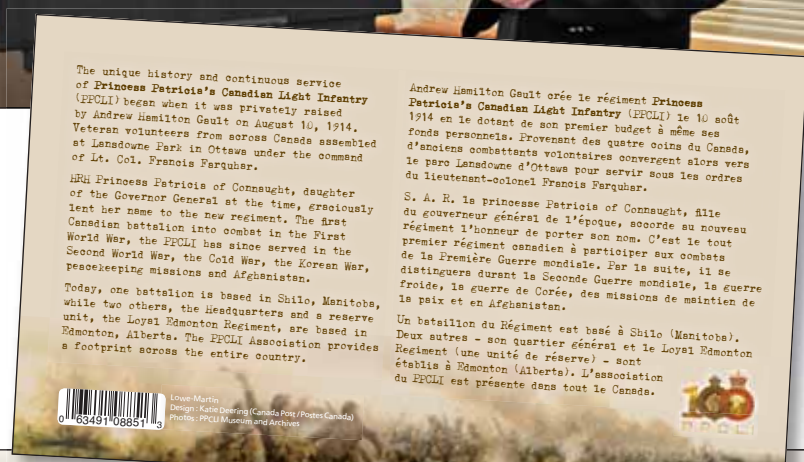 The unique history and continuous service
of Princess Patricia's Canadian Light Infantry
(PPCLI) began when it was privately raised
by Andrew Hamilton Gault on August 10, 1914.
Veteran volunteers from across Canada assembled
at Lansdowne Park in Ottawa under the command
of Lt. Col. Francis Farquhar.
HRH Princess Patricia of Connaught, daughter
of the Governor General at the time, graciously
lent her name to the new regiment. The first
Canadian battalion into combat in the First
World War, the PPCLI has since served in the
Second World War, the Cold War, the Korean War,
peacekeeping missions and Afghanistan.
Today, one battalion is based in Shilo, Manitoba,
while two others, the Headquarters and a reserve
unit, the Loyal Edmonton Regiment, are based in
Edmonton, Alberta. The PPCLI Association provides
a footprint across the entire country.
Andrew Hamilton Gault crée le régiment Princess
Patricia's Canadian Light Infantry (PPCLI) le 10 août
1914 en le dotant de son premier budget à même ses
fonds personnels. Provenant des quatre coins du Canada,
d'anciens combattants volontaires convergent alors vers
le parc Lansdowne d'Ottawa pour servir sous les ordres
du lieutenant-colonel Francis Farquhar.
S. A. R. la princesse Patricia of Connaught, fille
du gouverneur général de l'époque, accorde au nouveau
régiment l'honneur de porter son nom. C'est le tout
premier régiment canadien à participer aux combats
de la Première Guerre mondiale. Par la suite, il se
distinguera durant la Seconde Guerre mondiale, la guerre
froide, la guerre de Corée, des missions de maintien de
la paix et en Afghanistan.
Un bataillon du Régiment est basé à Shilo (Manitoba).
Deux autres – son quartier général et le Loyal Edmonton
Regiment (une unité de réserve) – sont
établis à Edmonton (Alberta). L'association
du PPCLI est présente dans tout le Canada.
0 63491 08851 3
Lowe-Martin
Design : Katie Deering (Canada Post / Postes Canada)
Photos : PPCLI Museum and Archives
100
PPCLI